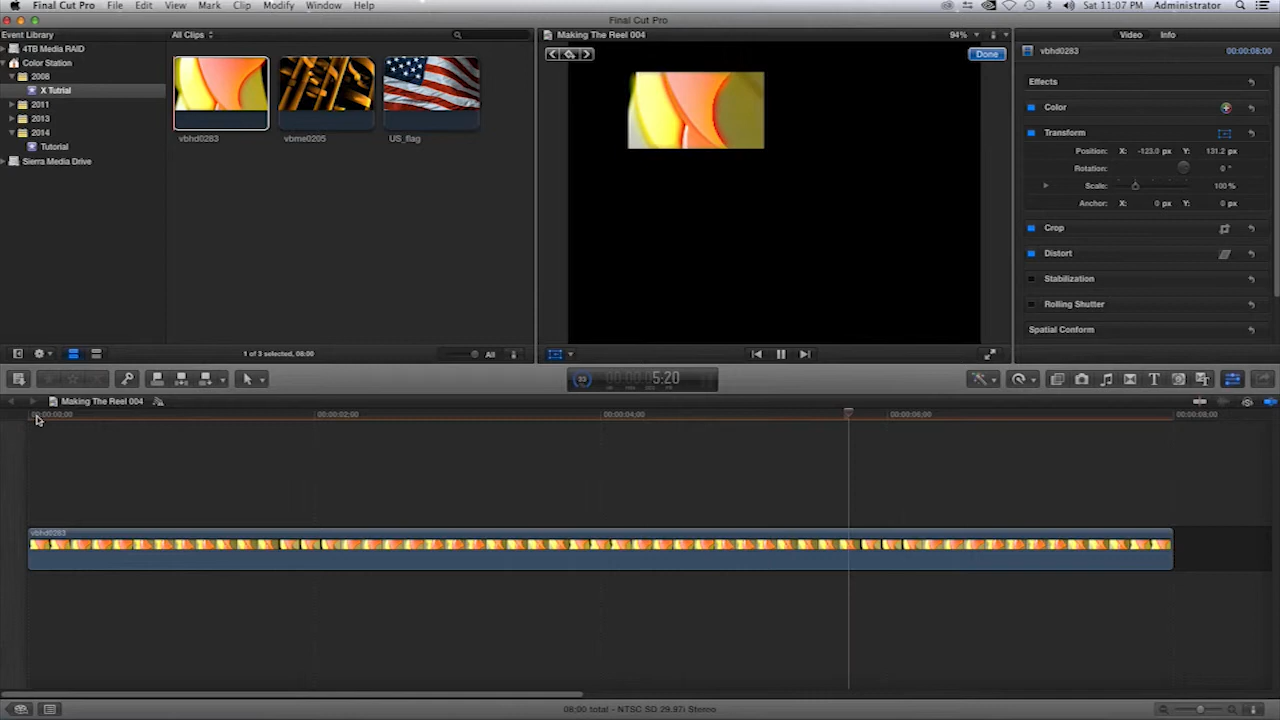 Final Cut Pro File Edit View Mark Clip Modify Window Help Sat 11:07 PM Administrator
Final Cut Pro
Event Library
All Clips
Making The Reel 004
94%
Video Info
4TB Media RAID
Color Station
2008
X Tutrial
2011
2013
2014
Tutorial
Sierra Media Drive
vbhd0283
vbme0205
US_flag
Done
vbhd0283
00:00:08:00
Effects
Color
Transform
Position: X: -123.0 px Y: 131.2 px
Rotation: 0 °
Scale: 100 %
Anchor: X: 0 px Y: 0 px
Crop
Distort
Stabilization
Rolling Shutter
Spatial Conform
1 of 3 selected, 08:00
All
5:20
Making The Reel 004
00:00:00:00 00:00:02:00 00:00:04:00 00:00:06:00 00:00:08:00
vbhd0283
08:00 total - NTSC SD 29.97i Stereo